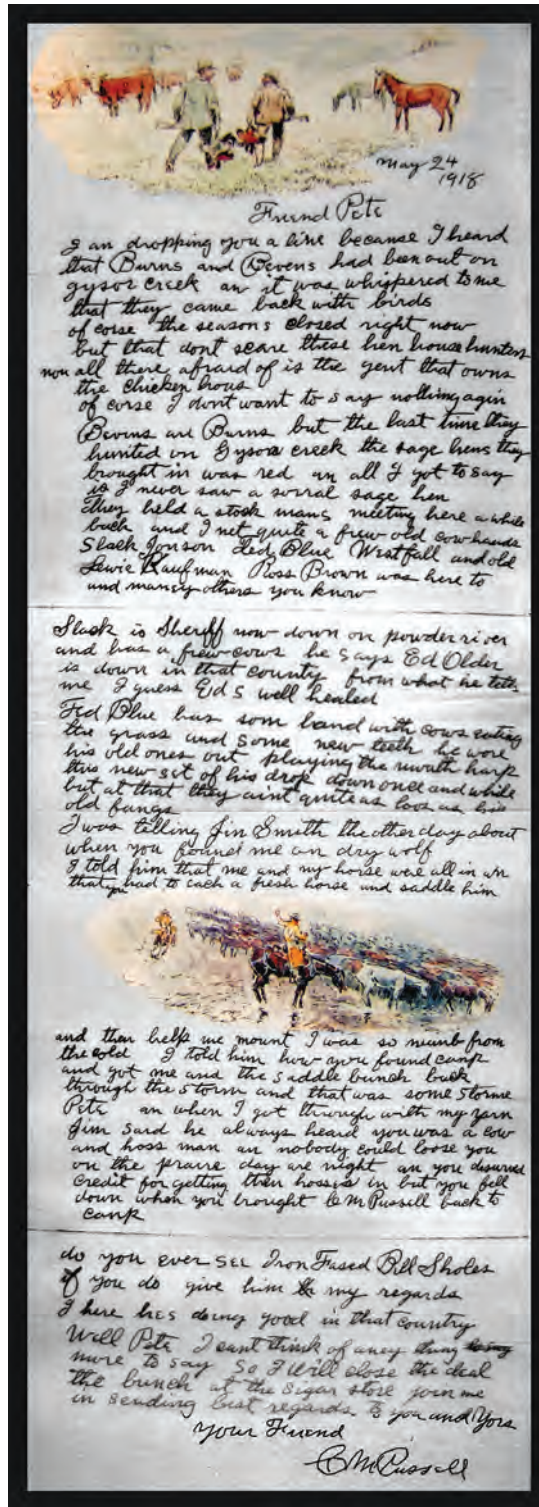 May 24
1918
Friend Pete
I an dropping you a line because I heard
that Burns and Bevens had been out on
gysor creek an it was whispered to me
that they came back with birds
of corse the seasons closed right now
but that dont scare these hen house hunters
non all there afraid of is the gent that owns
the chicken hous
of corse I dont want to say nothing agin
Bevens an Burns but the last time they
hunted on Gysor creek the sage hens they
brought in was red an all I got to say
is I never saw a sorral sage hen
They held a stock mans meeting here a while
back and I met quite a frew old cow hands
Slack Jonson Ted Blue Westfall and old
Lewie Kaufman Ross Brown was here to
and maney others you know
Slack is Sheriff now down on powder river
and has a frew cows he says Ed Older
is down in that county from what he tells
me I guess Eds well healed
Ted Blue has som land with cows eating
the grass and some new teeth he wore
his old ones out playing the mouth harp
this new set of his drop down once and while
but at that they aint quite as loos as his
old fangs
I was telling Jim Smith the other day about
when you found me an dry wolf
I told him that me and my horse were all in an
that you had to cach a fresh horse and saddle him
and then help me mount I was so numb from
the cold I told him how you found camp
and got me and the saddle bunch back
through the storm and that was some storme
Pete an when I got through with my yarn
Jim said he always heard you was a cow
and hoss man an nobody could loose you
on the prarie day are night an you desurved
credit for getting then hosses in but you fell
down when you brought C M Russell back to
camp
do you ever see Iron Fased Bill Sholes
if you do give him my regards
I here hes doing good in that country
Well Pete I cant think of aney thing
more to say So I will close the deal
the bunch at the sigar store join me
in sending best regards to you and yors
your Friend
C M Russell